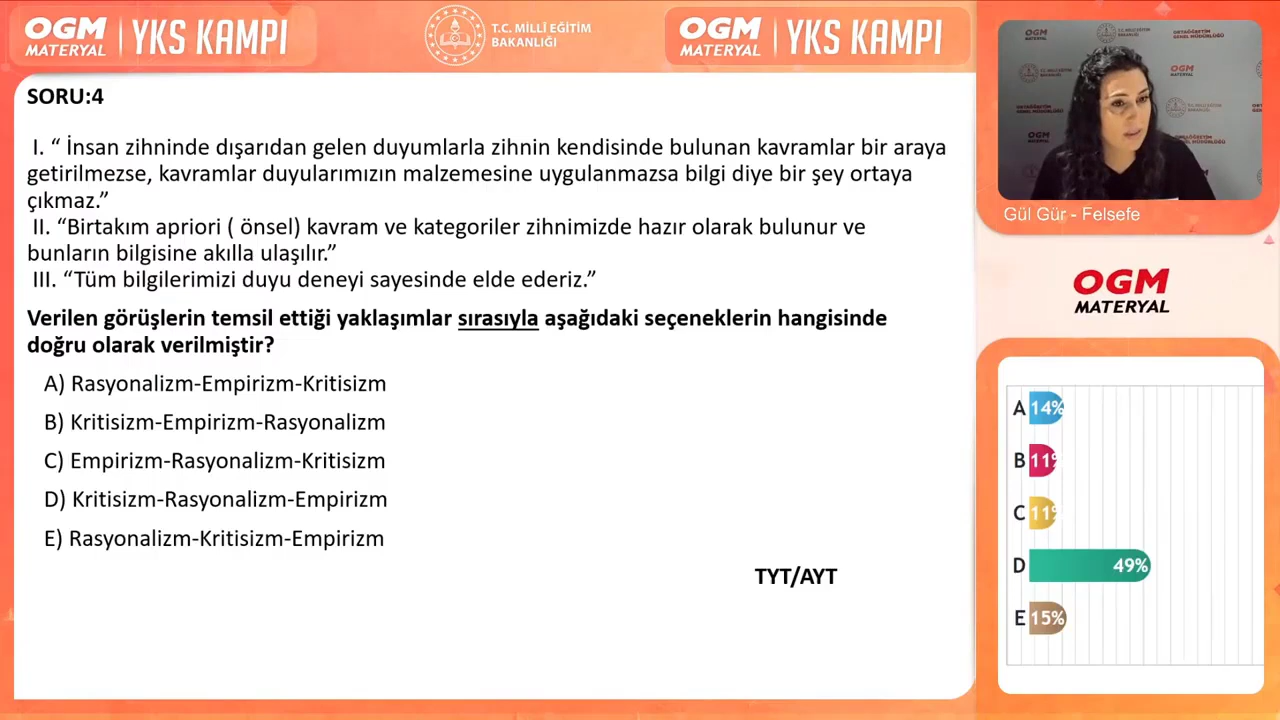 OGM
MATERYAL
YKS KAMPI
T.C. MİLLÎ EĞİTİM
BAKANLIĞI
OGM
MATERYAL
YKS KAMPI
SORU:4
I. “ İnsan zihninde dışarıdan gelen duyumlarla zihnin kendisinde bulunan kavramlar bir araya
getirilmezse, kavramlar duyularımızın malzemesine uygulanmazsa bilgi diye bir şey ortaya
çıkmaz.”
II. “Birtakım apriori ( önsel) kavram ve kategoriler zihnimizde hazır olarak bulunur ve
bunların bilgisine akılla ulaşılır.”
III. “Tüm bilgilerimizi duyu deneyi sayesinde elde ederiz.”
Verilen görüşlerin temsil ettiği yaklaşımlar sırasıyla aşağıdaki seçeneklerin hangisinde
doğru olarak verilmiştir?
A) Rasyonalizm-Empirizm-Kritisizm
B) Kritisizm-Empirizm-Rasyonalizm
C) Empirizm-Rasyonalizm-Kritisizm
D) Kritisizm-Rasyonalizm-Empirizm
E) Rasyonalizm-Kritisizm-Empirizm
TYT/AYT
Gül Gür - Felsefe
OGM
MATERYAL
A 14%
B 11%
C 11%
D 49%
E 15%